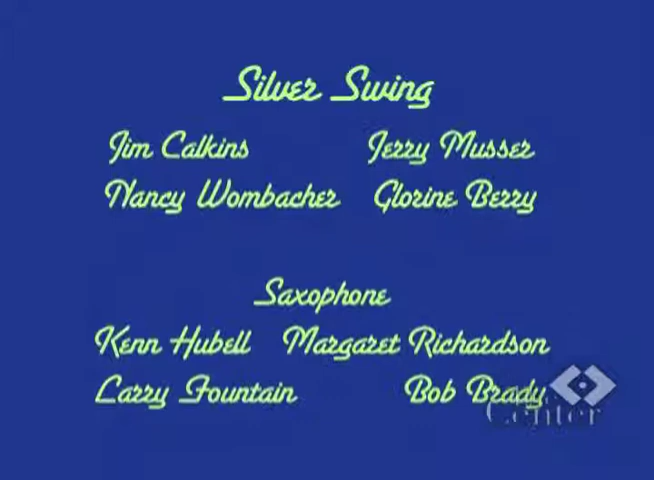 Silver Swing
Jim Calkins Jerry Musser
Nancy Wombacher Glorine Berry
Saxophone
Kenn Hubell Margaret Richardson
Larry Fountain Bob Brady
Center